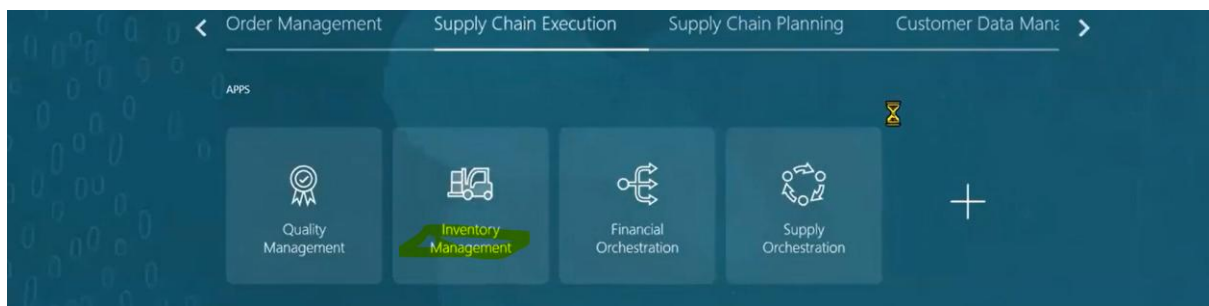 Order Management Supply Chain Execution Supply Chain Planning Customer Data Mana
APPS
Quality
Management
Inventory
Management
Financial
Orchestration
Supply
Orchestration